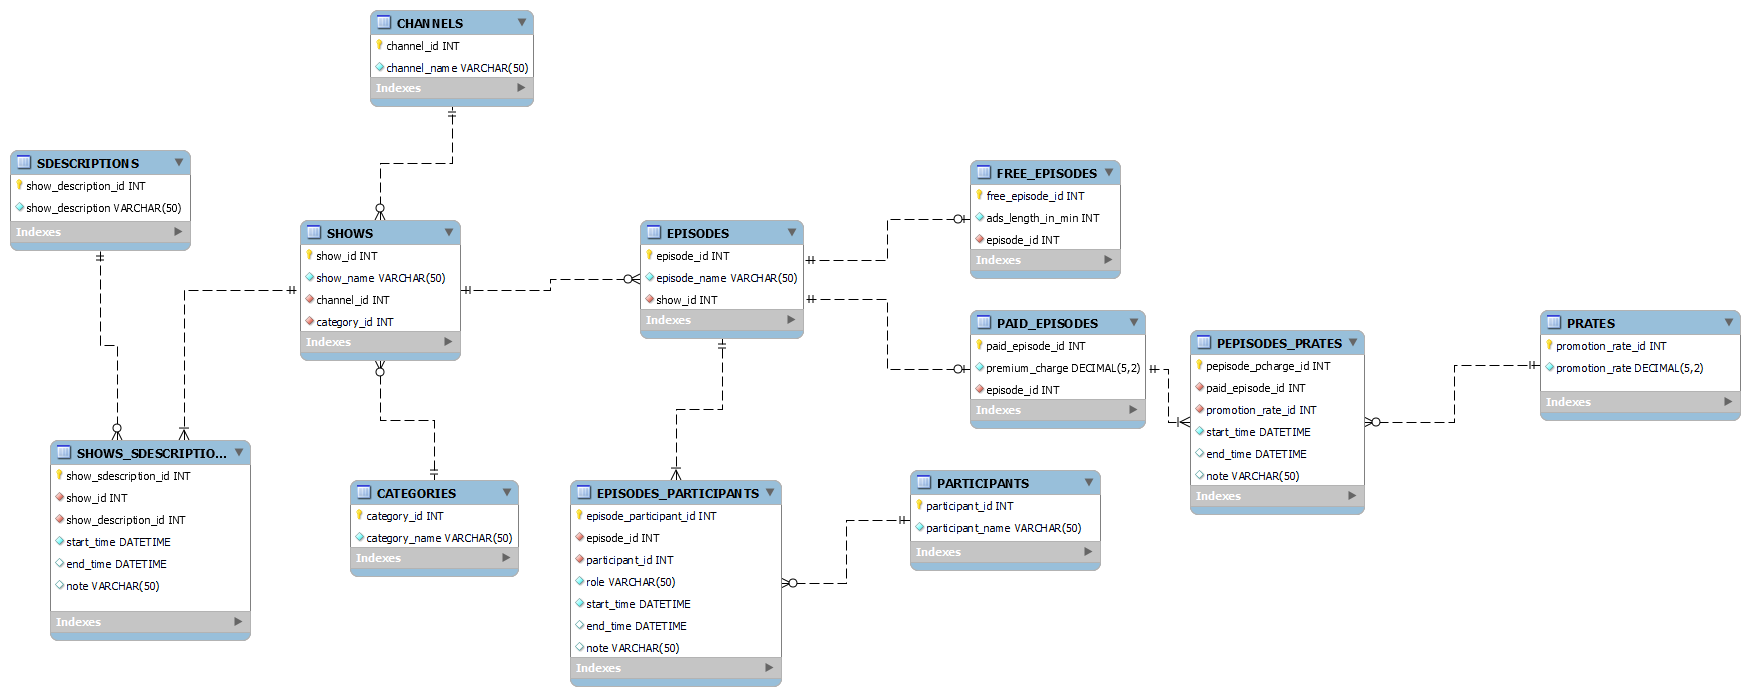 CHANNELS
channel_id INT
channel_name VARCHAR(50)
Indexes
SDESCRIPTIONS
show_description_id INT
show_description VARCHAR(50)
Indexes
SHOWS
show_id INT
show_name VARCHAR(50)
channel_id INT
category_id INT
Indexes
EPISODES
episode_id INT
episode_name VARCHAR(50)
show_id INT
Indexes
FREE_EPISODES
free_episode_id INT
ads_length_in_min INT
episode_id INT
Indexes
PAID_EPISODES
paid_episode_id INT
premium_charge DECIMAL(5,2)
episode_id INT
Indexes
PEPISODES_PRATES
pepisode_pcharge_id INT
paid_episode_id INT
promotion_rate_id INT
start_time DATETIME
end_time DATETIME
note VARCHAR(50)
Indexes
PRATES
promotion_rate_id INT
promotion_rate DECIMAL(5,2)
Indexes
SHOWS_SDESCRIPTIO...
show_sdescription_id INT
show_id INT
show_description_id INT
start_time DATETIME
end_time DATETIME
note VARCHAR(50)
Indexes
CATEGORIES
category_id INT
category_name VARCHAR(50)
Indexes
EPISODES_PARTICIPANTS
episode_participant_id INT
episode_id INT
participant_id INT
role VARCHAR(50)
start_time DATETIME
end_time DATETIME
note VARCHAR(50)
Indexes
PARTICIPANTS
participant_id INT
participant_name VARCHAR(50)
Indexes